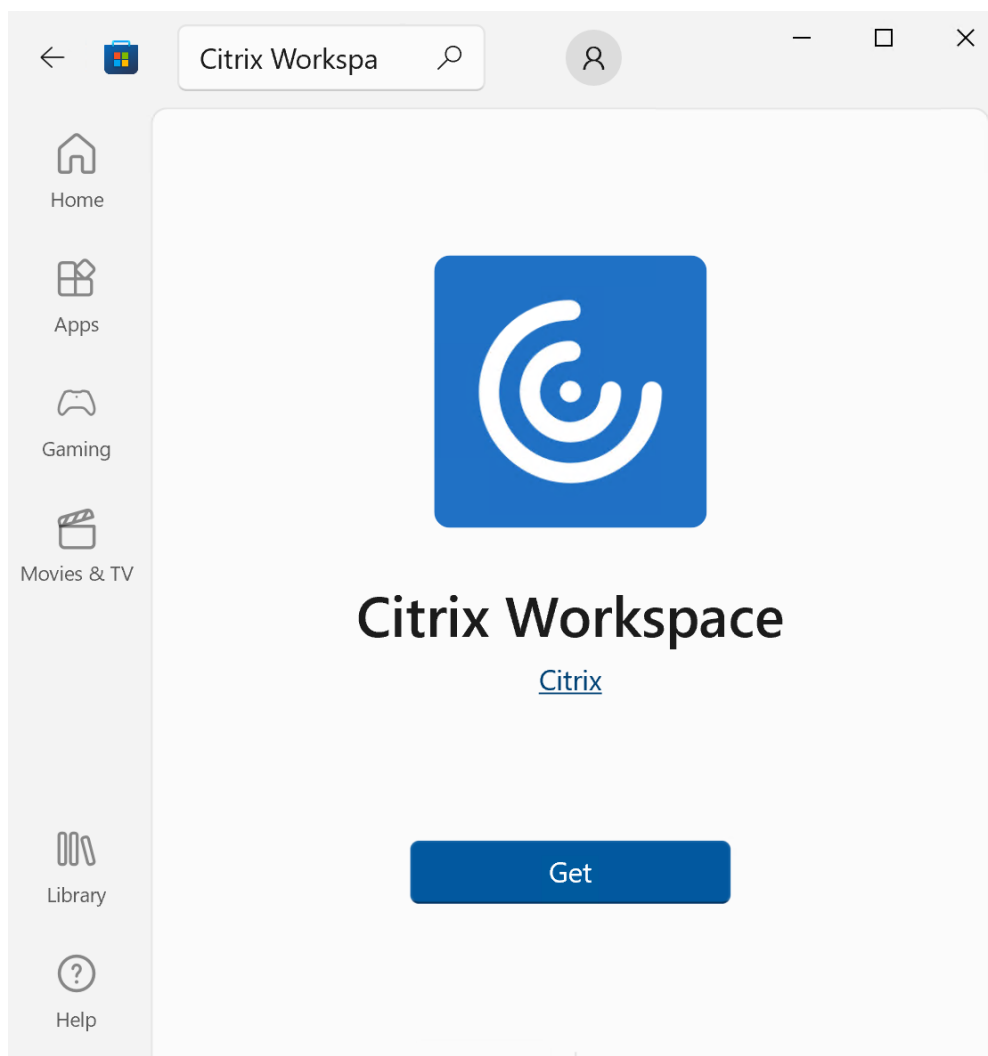 Citrix Workspa
Home
Apps
Gaming
Movies & TV
Citrix Workspace
Citrix
Get
Library
Help